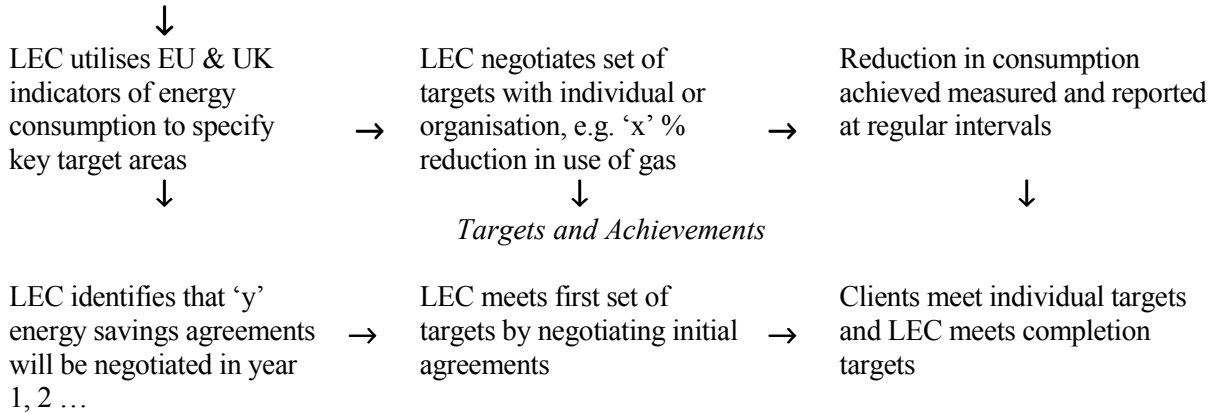 ↓
LEC utilises EU & UK
indicators of energy
consumption to specify
key target areas
→
LEC negotiates set of
targets with individual or
organisation, e.g. ‘x’ %
reduction in use of gas
→
Reduction in consumption
achieved measured and reported
at regular intervals
↓ ↓ ↓
Targets and Achievements
LEC identifies that ‘y’
energy savings agreements
will be negotiated in year
1, 2 …
→
LEC meets first set of
targets by negotiating initial
agreements
→
Clients meet individual targets
and LEC meets completion
targets